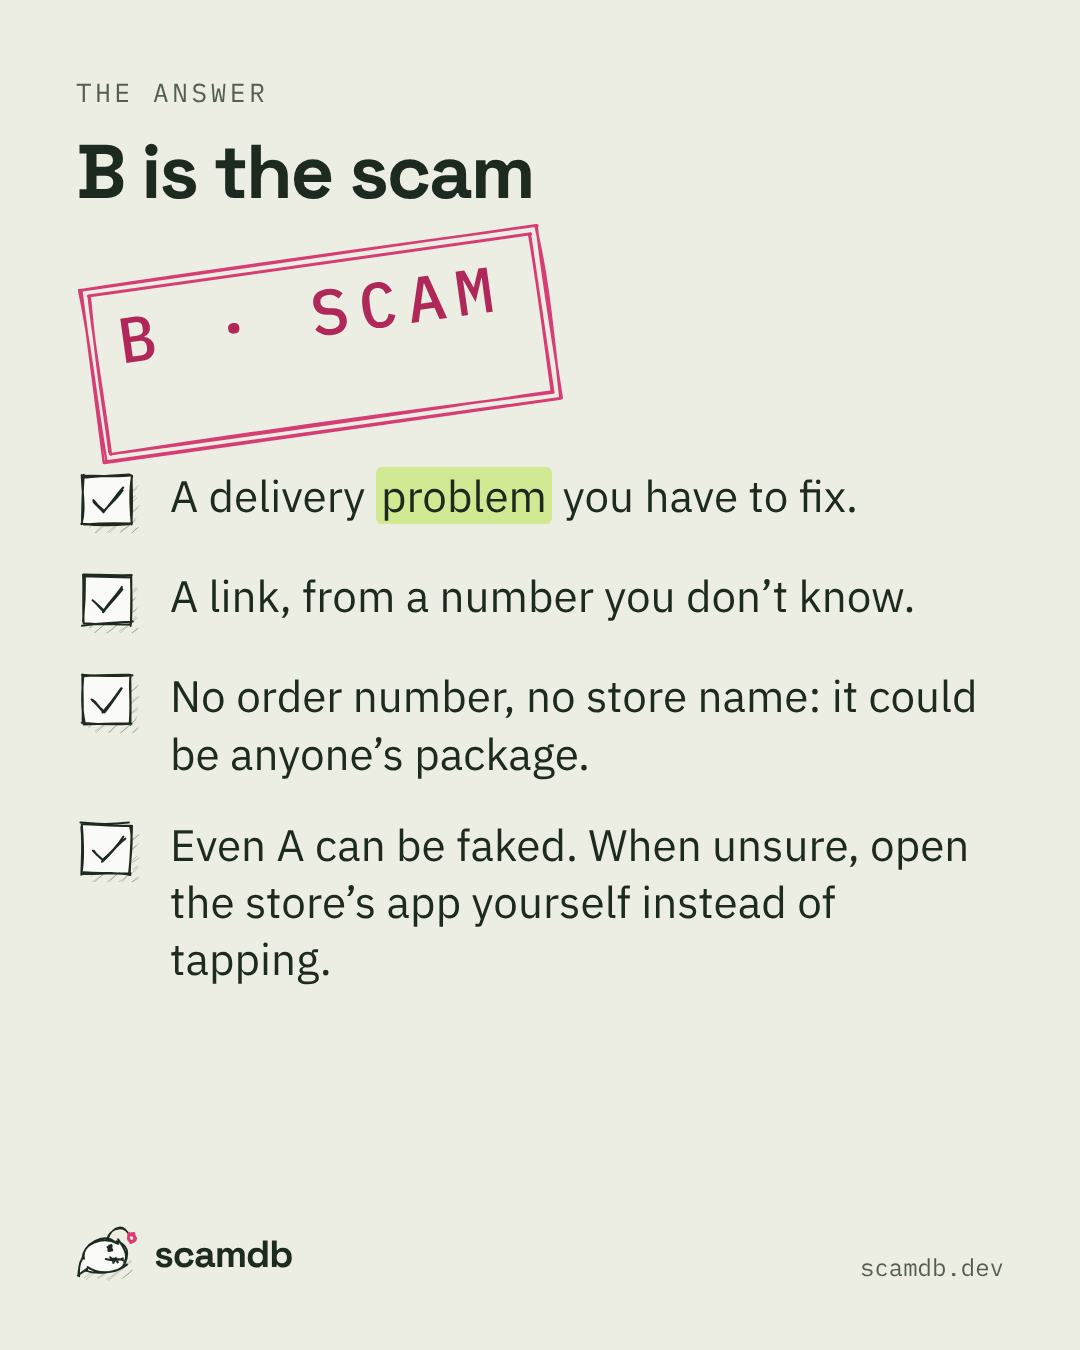 THE ANSWER
B is the scam
B · SCAM
A delivery problem you have to fix.
A link, from a number you don’t know.
No order number, no store name: it could
be anyone’s package.
Even A can be faked. When unsure, open
the store’s app yourself instead of
tapping.
scamdb
scamdb.dev